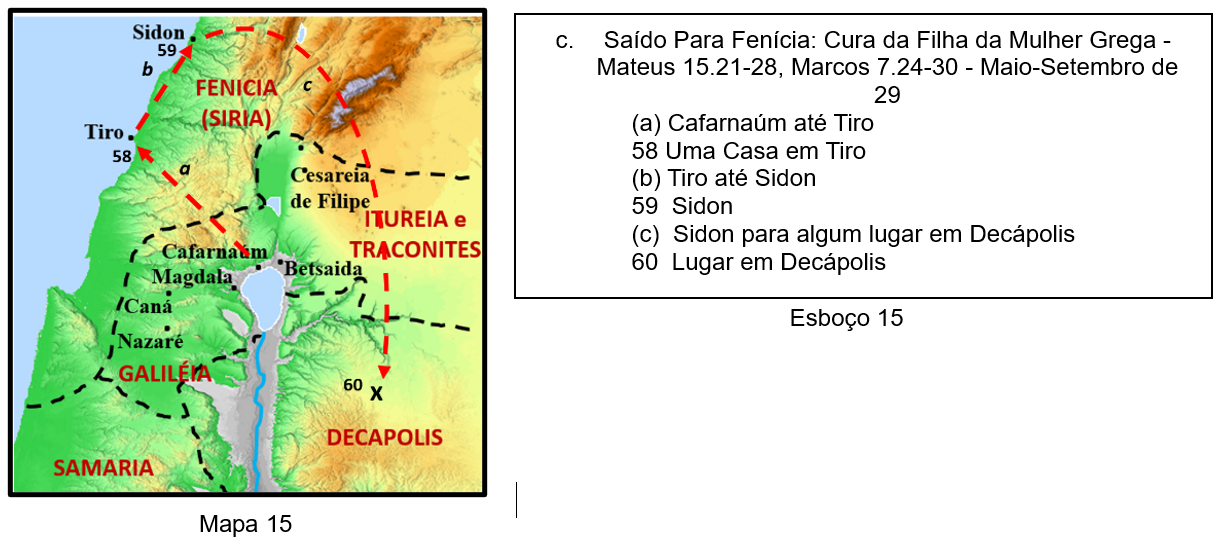 Sidon
59
b
c
FENICIA
(SIRIA)
Tiro
58
a
Cesareia
de Filipe
ITUREIA e
TRACONITES
Cafarnaúm
Magdala
Betsaida
Caná
Nazaré
GALILÉIA
60
X
DECAPOLIS
SAMARIA
Mapa 15
c. Saído Para Fenícia: Cura da Filha da Mulher Grega -
Mateus 15.21-28, Marcos 7.24-30 - Maio-Setembro de
29
(a) Cafarnaúm até Tiro
58 Uma Casa em Tiro
(b) Tiro até Sidon
59 Sidon
(c) Sidon para algum lugar em Decápolis
60 Lugar em Decápolis
Esboço 15